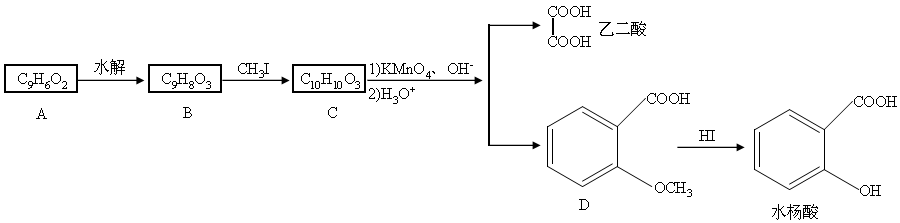 COOH
COOH 乙二酸
C₉H₆O₂ 水解 C₉H₈O₃ CH₃I C₁₀H₁₀O₃ 1)KMnO₄、OH⁻
2)H₃O⁺
A B C
COOH
OCH₃
D
HI
COOH
OH
水杨酸